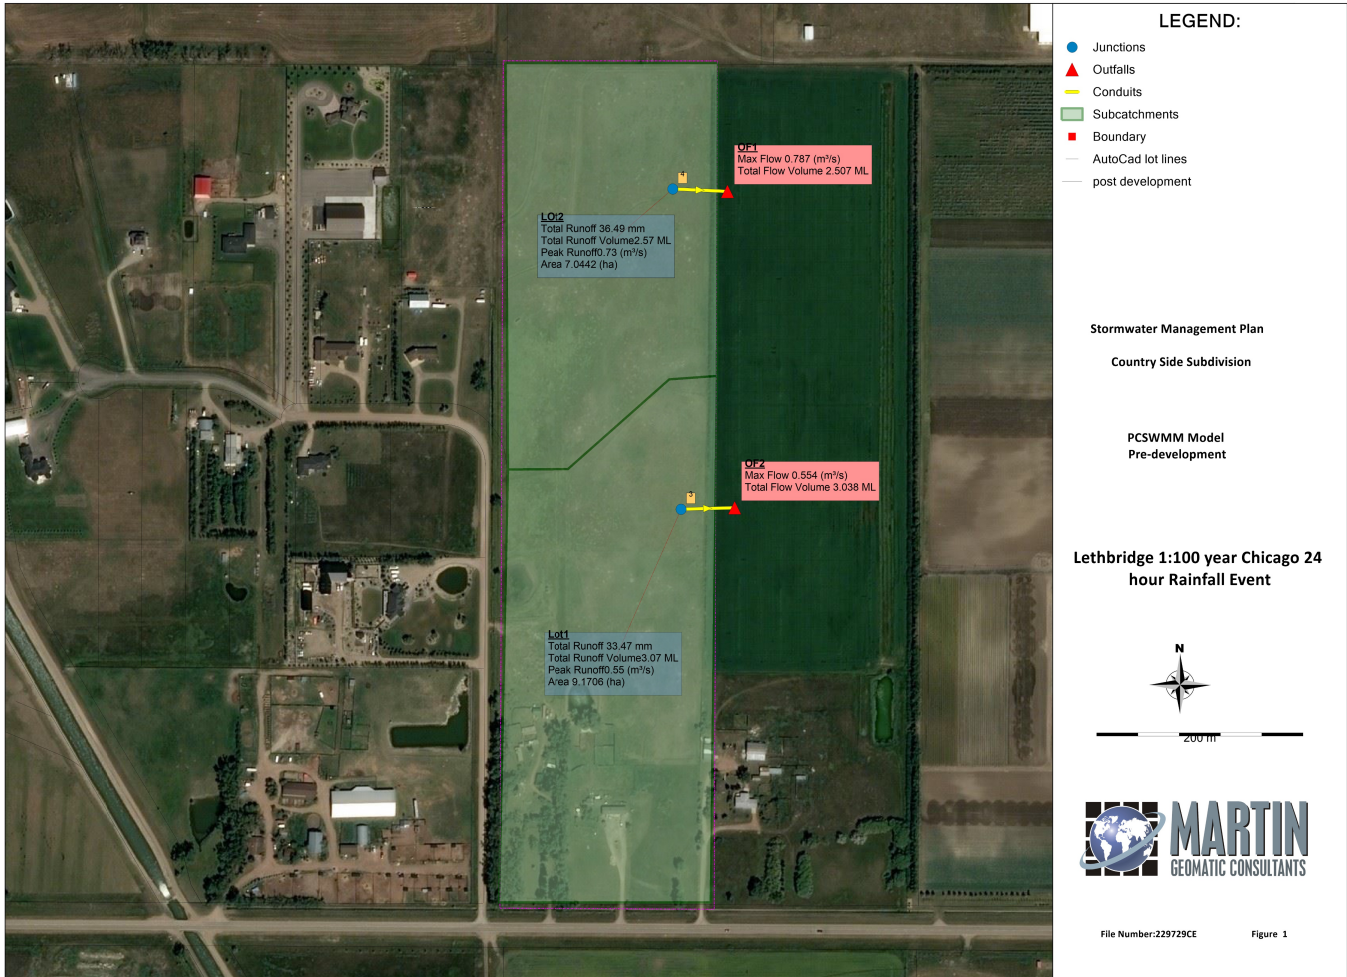 OF1
Max Flow 0.787 (m³/s)
Total Flow Volume 2.507 ML
4
LOt2
Total Runoff 36.49 mm
Total Runoff Volume2.57 ML
Peak Runoff0.73 (m³/s)
Area 7.0442 (ha)
OF2
Max Flow 0.554 (m³/s)
Total Flow Volume 3.038 ML
3
Lot1
Total Runoff 33.47 mm
Total Runoff Volume3.07 ML
Peak Runoff0.55 (m³/s)
Area 9.1706 (ha)
LEGEND:
Junctions
Outfalls
Conduits
Subcatchments
Boundary
AutoCad lot lines
post development
Stormwater Management Plan
Country Side Subdivision
PCSWMM Model
Pre-development
Lethbridge 1:100 year Chicago 24
hour Rainfall Event
N
200 m
MARTIN
GEOMATIC CONSULTANTS
File Number:229729CE Figure 1